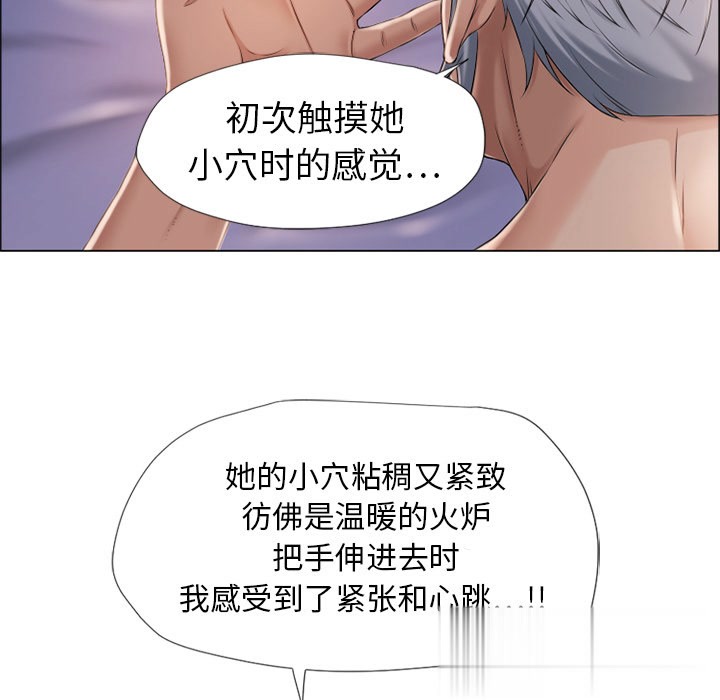 初次触摸她
小穴时的感觉...
她的小穴粘稠又紧致
彷佛是温暖的火炉
把手伸进去时
我感受到了紧张和心跳...!!